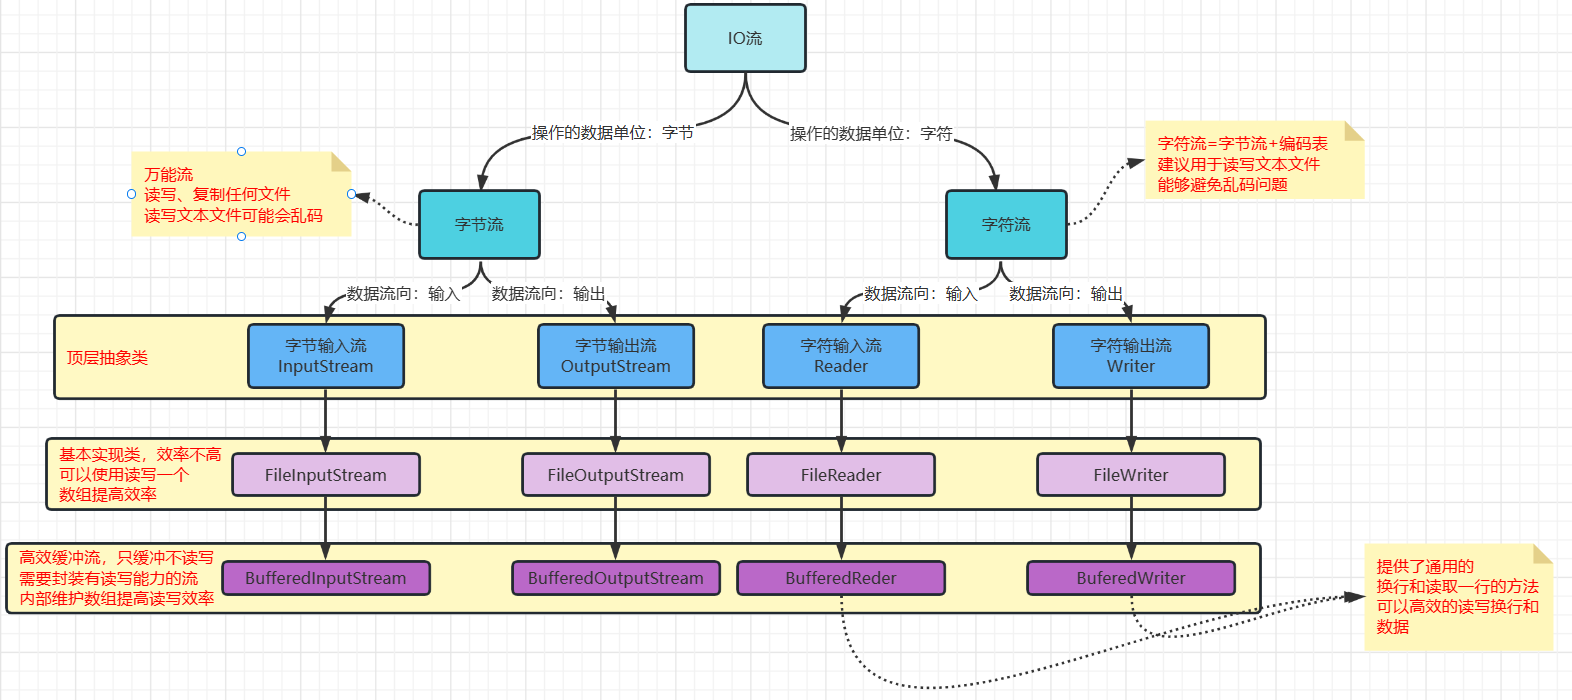 IO流
操作的数据单位：字节
操作的数据单位：字符
万能流
读写、复制任何文件
读写文本文件可能会乱码
字符流=字节流+编码表
建议用于读写文本文件
能够避免乱码问题
字节流
字符流
数据流向：输入
数据流向：输出
数据流向：输入
数据流向：输出
顶层抽象类
字节输入流
InputStream
字节输出流
OutputStream
字符输入流
Reader
字符输出流
Writer
基本实现类，效率不高
可以使用读写一个
数组提高效率
FileInputStream
FileOutputStream
FileReader
FileWriter
高效缓冲流，只缓冲不读写
需要封装有读写能力的流
内部维护数组提高读写效率
BufferedInputStream
BufferedOutputStream
BufferedReder
BuferedWriter
提供了通用的
换行和读取一行的方法
可以高效的读写换行和
数据